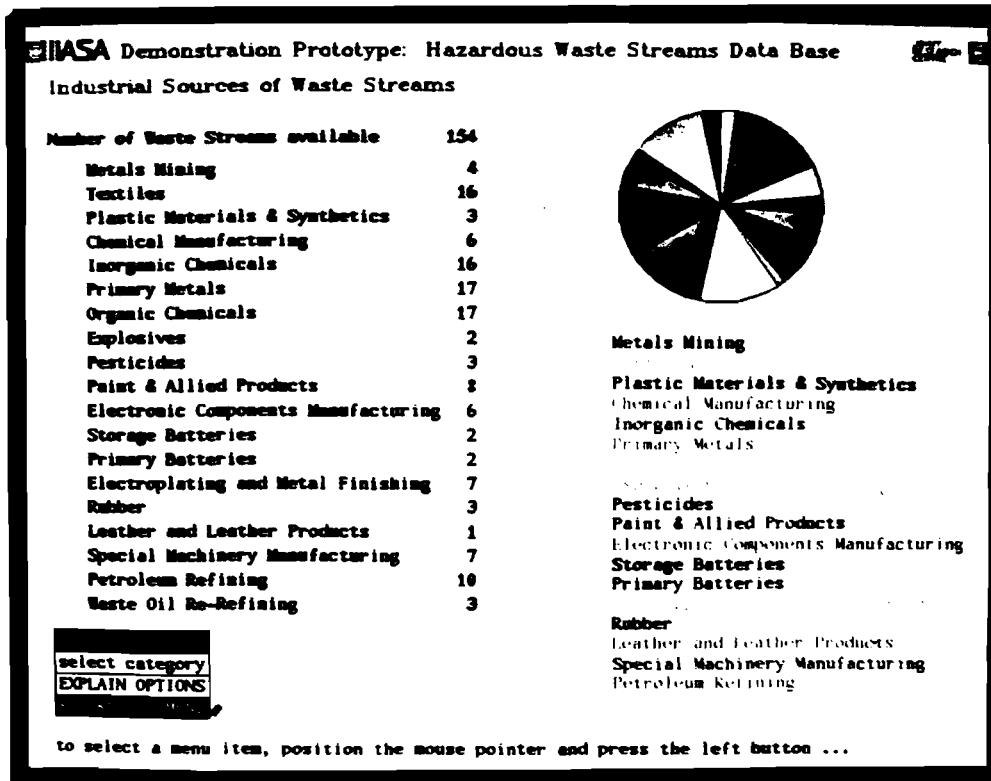 IIASA Demonstration Prototype: Hazardous Waste Streams Data Base
Industrial Sources of Waste Streams
Number of Waste Streams available 154
Metals Mining 4
Textiles 16
Plastic Materials & Synthetics 3
Chemical Manufacturing 6
Inorganic Chemicals 16
Primary Metals 17
Organic Chemicals 17
Explosives 2
Pesticides 3
Paint & Allied Products 8
Electronic Components Manufacturing 6
Storage Batteries 2
Primary Batteries 2
Electroplating and Metal Finishing 7
Rubber 3
Leather and Leather Products 1
Special Machinery Manufacturing 7
Petroleum Refining 10
Waste Oil Re-Refining 3
Metals Mining
Plastic Materials & Synthetics
Chemical Manufacturing
Inorganic Chemicals
Primary Metals
Pesticides
Paint & Allied Products
Electronic Components Manufacturing
Storage Batteries
Primary Batteries
Rubber
Leather and Leather Products
Special Machinery Manufacturing
Petroleum Refining
select category
EXPLAIN OPTIONS
to select a menu item, position the mouse pointer and press the left button ...